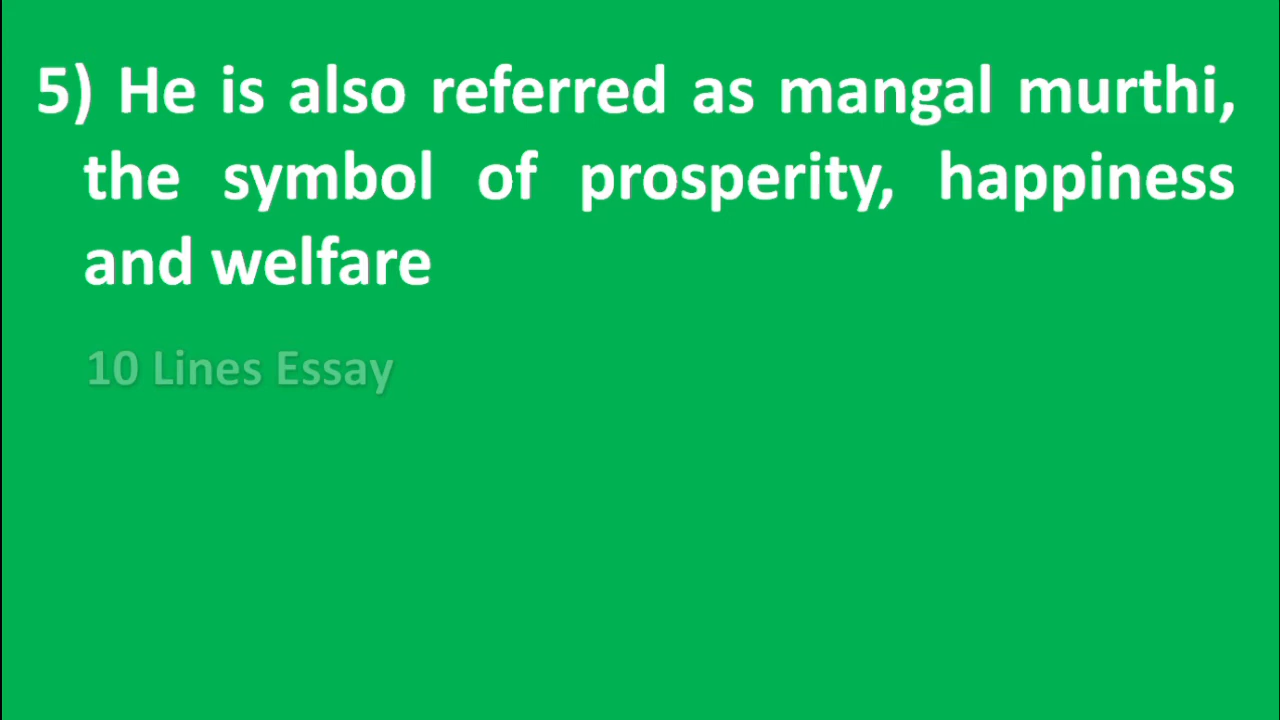 5) He is also referred as mangal murthi,
the symbol of prosperity, happiness
and welfare
10 Lines Essay